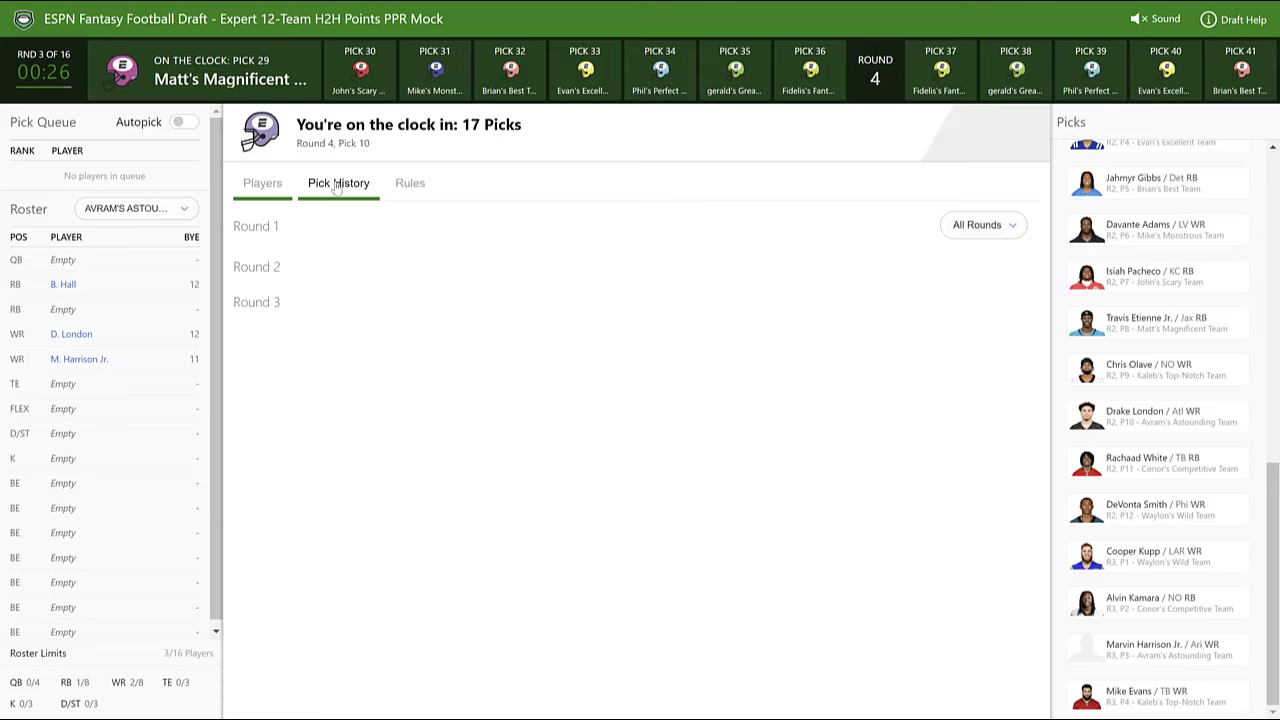 ESPN Fantasy Football Draft - Expert 12-Team H2H Points PPR Mock
Sound
Draft Help
RND 3 OF 16
00:26
ON THE CLOCK: PICK 29
Matt's Magnificent ...
PICK 30
John's Scary ...
PICK 31
Mike's Monst...
PICK 32
Brian's Best T...
PICK 33
Evan's Excell...
PICK 34
Phil's Perfect ...
PICK 35
gerald's Grea...
PICK 36
Fidelis's Fant...
ROUND
4
PICK 37
Fidelis's Fant...
PICK 38
gerald's Grea...
PICK 39
Phil's Perfect ...
PICK 40
Evan's Excell...
PICK 41
Brian's Best T...
Pick Queue
Autopick
RANK PLAYER
No players in queue
Roster
AVRAM'S ASTOU...
POS PLAYER BYE
QB Empty -
RB B. Hall 12
RB Empty -
WR D. London 12
WR M. Harrison Jr. 11
TE Empty -
FLEX Empty -
D/ST Empty -
K Empty -
BE Empty -
BE Empty -
BE Empty -
BE Empty -
BE Empty -
BE Empty -
BE Empty -
Roster Limits 3/16 Players
QB 0/4 RB 1/8 WR 2/8 TE 0/3
K 0/3 D/ST 0/3
You're on the clock in: 17 Picks
Round 4, Pick 10
Players
Pick History
Rules
Round 1
All Rounds
Round 2
Round 3
Picks
R2, P4 - Evan's Excellent Team
Jahmyr Gibbs / Det RB
R2, P5 - Brian's Best Team
Davante Adams / LV WR
R2, P6 - Mike's Monstrous Team
Isiah Pacheco / KC RB
R2, P7 - John's Scary Team
Travis Etienne Jr. / Jax RB
R2, P8 - Matt's Magnificent Team
Chris Olave / NO WR
R2, P9 - Kaleb's Top-Notch Team
Drake London / Atl WR
R2, P10 - Avram's Astounding Team
Rachaad White / TB RB
R2, P11 - Conor's Competitive Team
DeVonta Smith / Phi WR
R2, P12 - Waylon's Wild Team
Cooper Kupp / LAR WR
R3, P1 - Waylon's Wild Team
Alvin Kamara / NO RB
R3, P2 - Conor's Competitive Team
Marvin Harrison Jr. / Ari WR
R3, P3 - Avram's Astounding Team
Mike Evans / TB WR
R3, P4 - Kaleb's Top-Notch Team